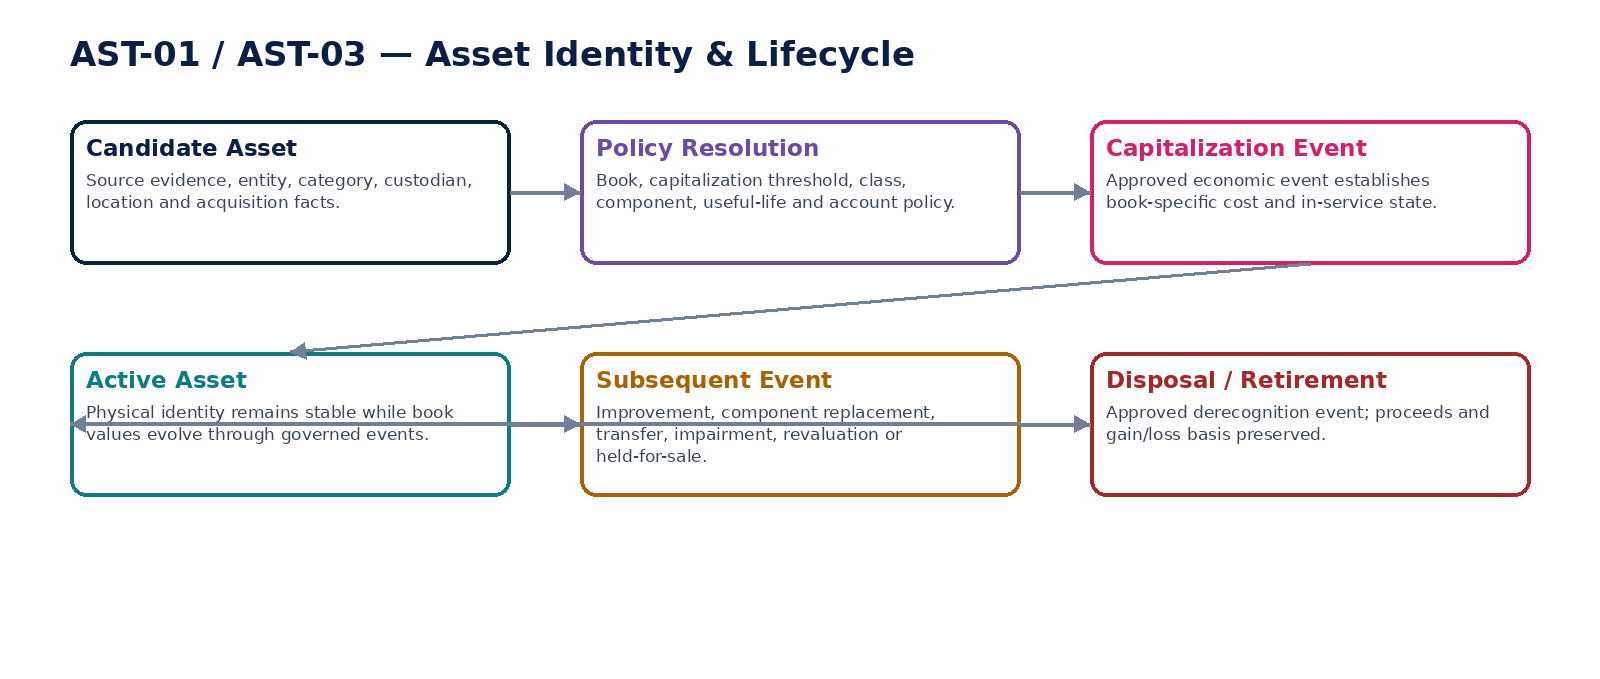 AST-01 / AST-03 — Asset Identity & Lifecycle
Candidate Asset
Source evidence, entity, category, custodian,
location and acquisition facts.
Policy Resolution
Book, capitalization threshold, class,
component, useful-life and account policy.
Capitalization Event
Approved economic event establishes
book-specific cost and in-service state.
Active Asset
Physical identity remains stable while book
values evolve through governed events.
Subsequent Event
Improvement, component replacement,
transfer, impairment, revaluation or
held-for-sale.
Disposal / Retirement
Approved derecognition event; proceeds and
gain/loss basis preserved.